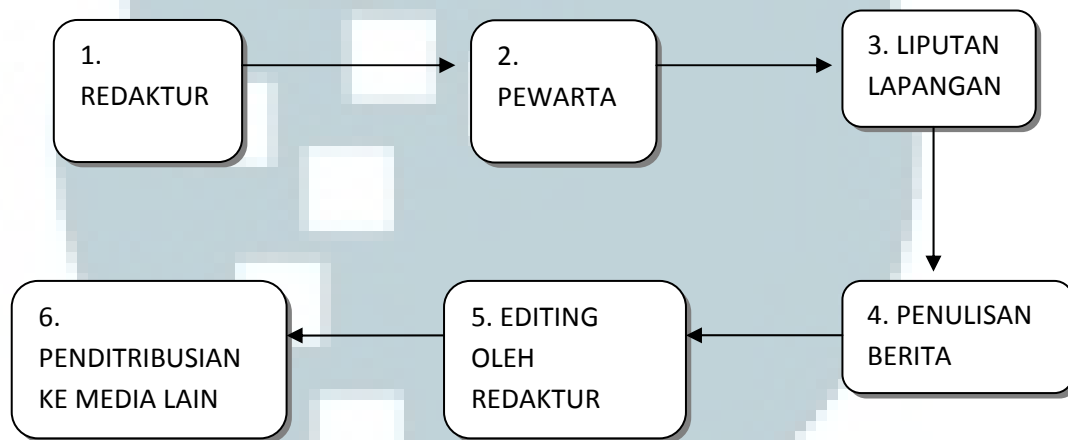 1.
REDAKTUR
2.
PEWARTA
3. LIPUTAN
LAPANGAN
4. PENULISAN
BERITA
5. EDITING
OLEH
REDAKTUR
6.
PENDITRIBUSIAN
KE MEDIA LAIN